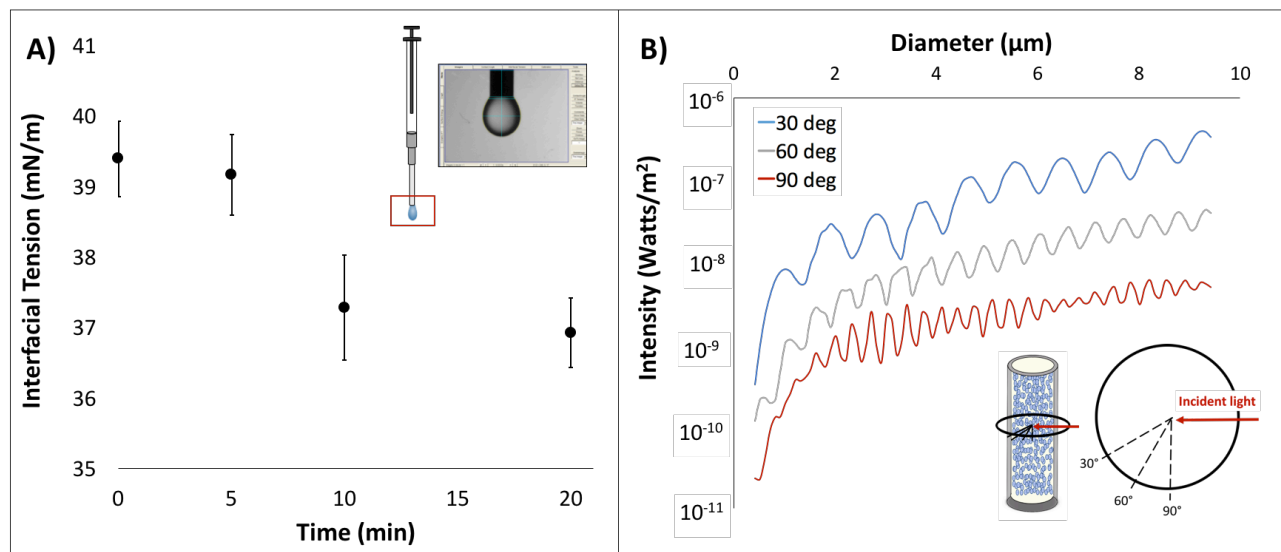 A)
Interfacial Tension (mN/m)
41
40
39
38
37
36
35
0 5 10 15 20
Time (min)
B)
Diameter (μm)
0 2 4 6 8 10
Intensity (Watts/m²)
10⁻⁶
10⁻⁷
10⁻⁸
10⁻⁹
10⁻¹⁰
10⁻¹¹
30 deg
60 deg
90 deg
Incident light
30°
60°
90°